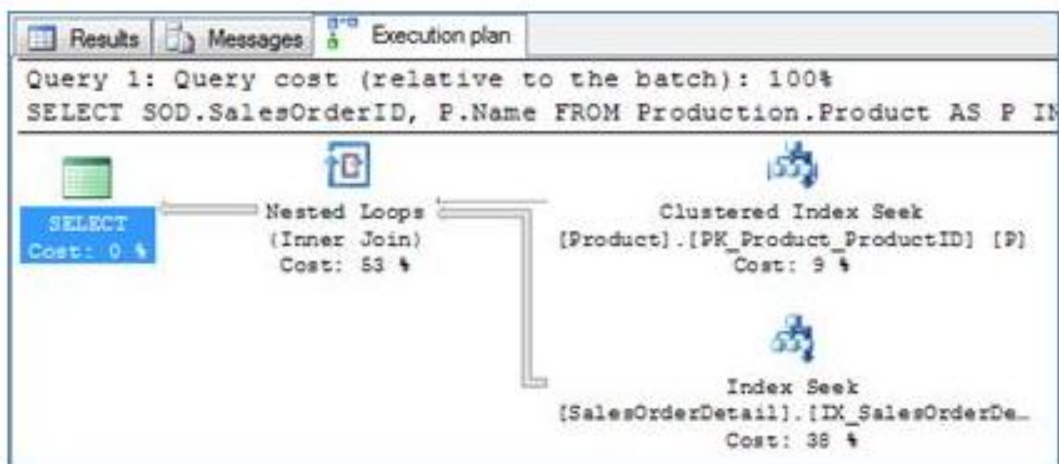 Results Messages Execution plan
Query 1: Query cost (relative to the batch): 100%
SELECT SOD.SalesOrderID, P.Name FROM Production.Product AS P IN
SELECT
Cost: 0 %
Nested Loops
(Inner Join)
Cost: 53 %
Clustered Index Seek
[Product].[PK_Product_ProductID] [P]
Cost: 9 %
Index Seek
[SalesOrderDetail].[IX_SalesOrderDe…
Cost: 38 %